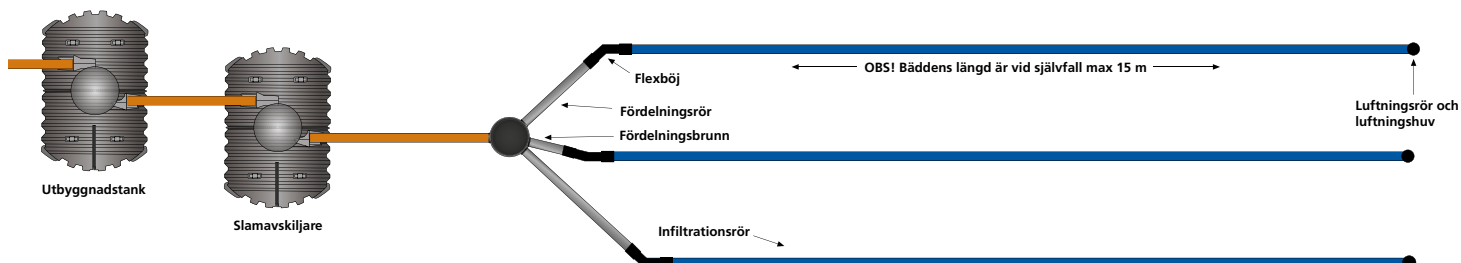 OBS! Bäddens längd är vid självfall max 15 m
Flexböj
Fördelningsrör
Fördelningsbrunn
Luftningsrör och
luftningshuv
Utbyggnadstank
Slamavskiljare
Infiltrationsrör